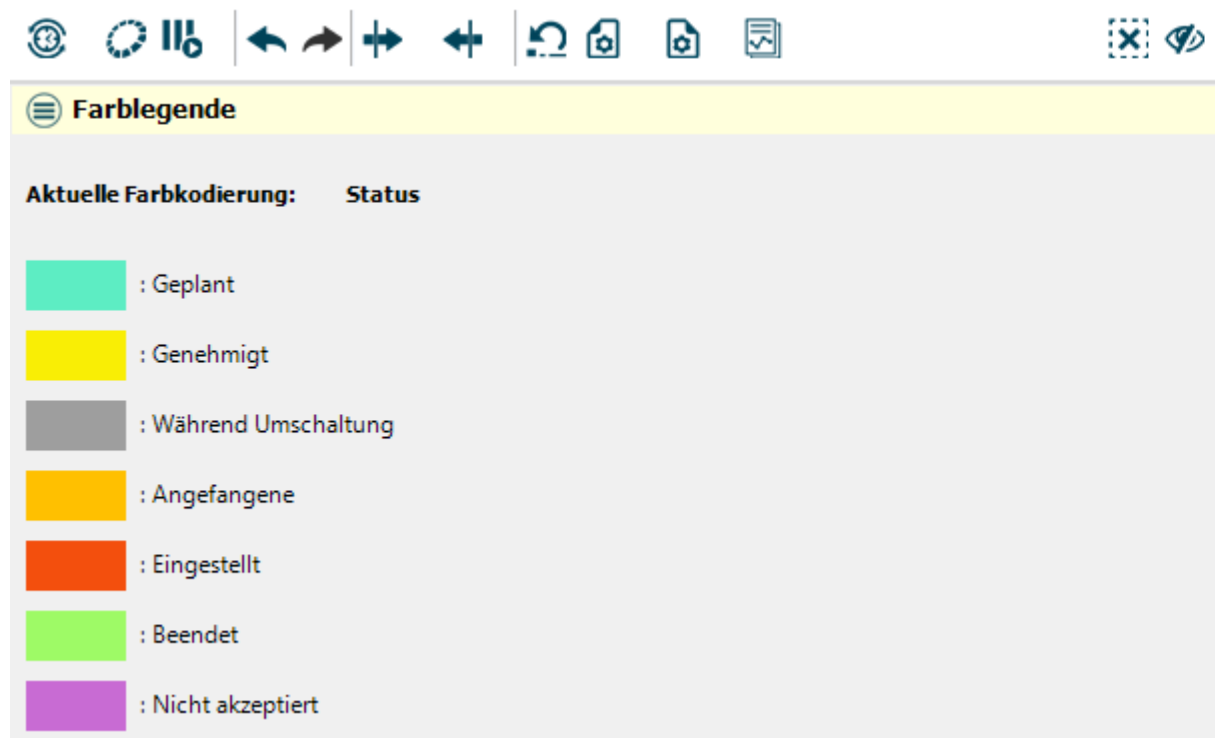 Farblegende
Aktuelle Farbkodierung: Status
: Geplant
: Genehmigt
: Während Umschaltung
: Angefangene
: Eingestellt
: Beendet
: Nicht akzeptiert